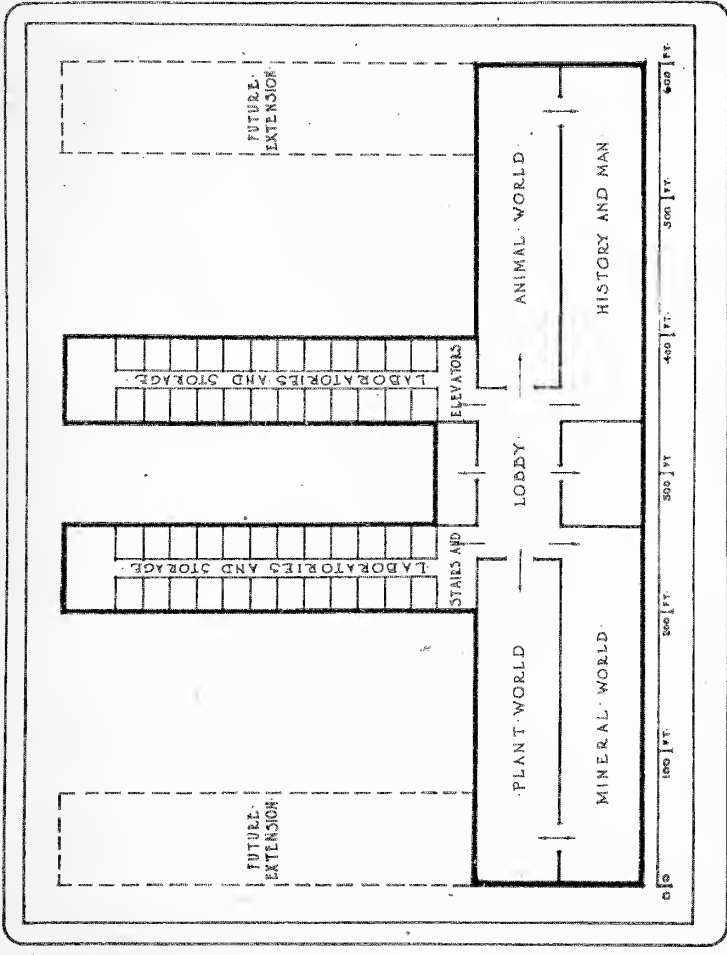 FUTURE·
EXTENSION·
FUTURE·
EXTENSION·
·LABORATORIES AND STORAGE·
·LABORATORIES AND STORAGE·
STAIRS AND
ELEVATORS
·PLANT·WORLD
LOBBY·
ANIMAL·WORLD
MINERAL·WORLD·
HISTORY AND MAN·
0
100 FT.
200 FT.
300 FT
400 FT.
500 FT.
600 FT.